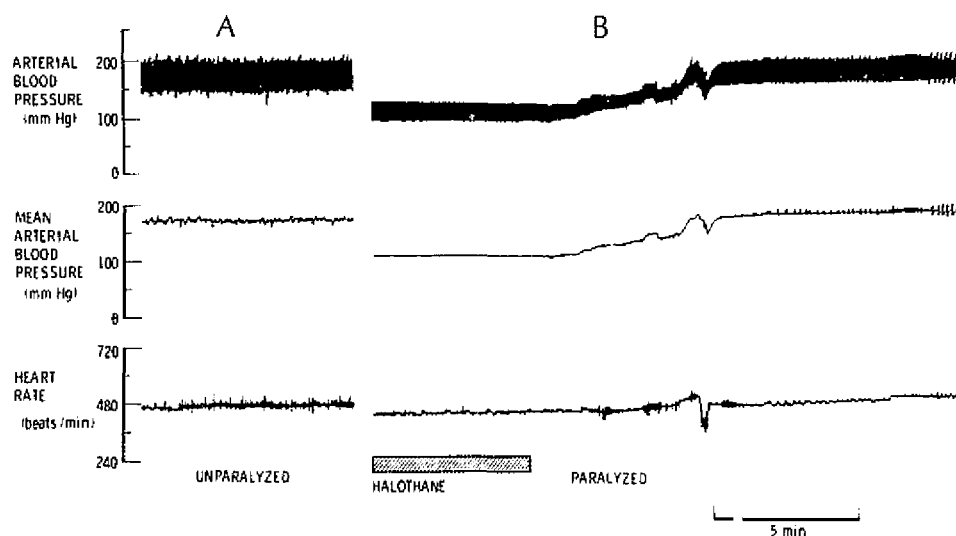 A
B
ARTERIAL
BLOOD
PRESSURE
(mm Hg)
200
100
0
MEAN
ARTERIAL
BLOOD
PRESSURE
(mm Hg)
200
100
0
HEART
RATE
(beats/min)
720
480
240
UNPARALYZED
HALOTHANE
PARALYZED
5 min